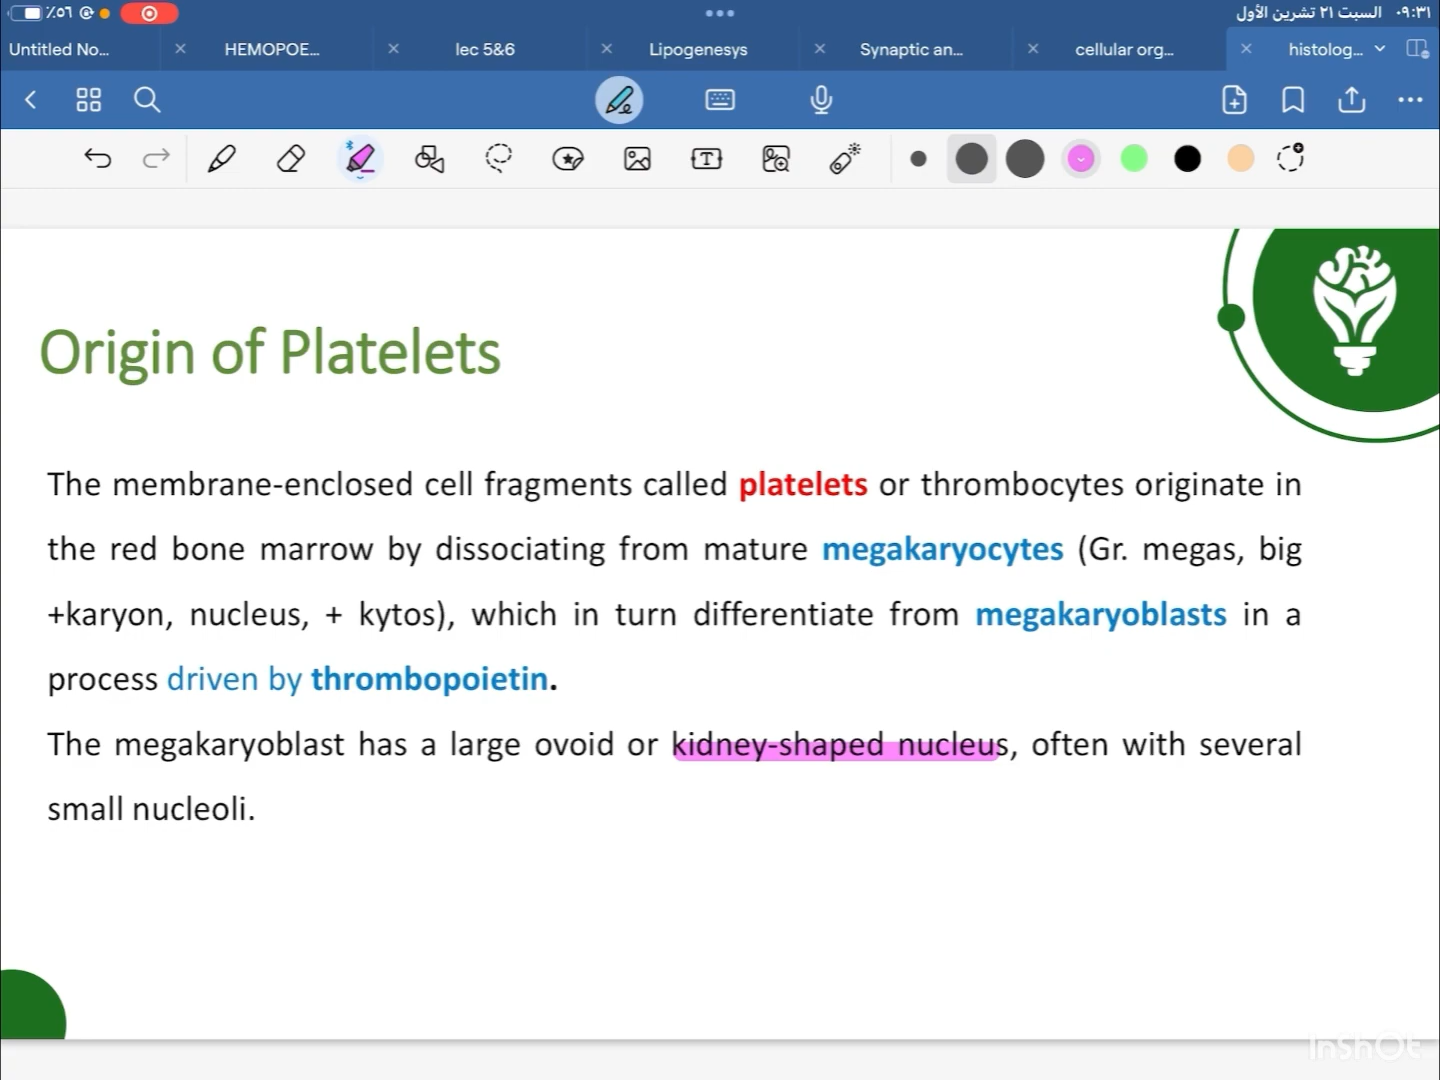 ٪٥٦
السبت ٢١ تشرين الأول ٠٩:٣١
Untitled No...
HEMOPOE...
lec 5&6
Lipogenesys
Synaptic an...
cellular org...
histolog...
Origin of Platelets
The membrane-enclosed cell fragments called platelets or thrombocytes originate in
the red bone marrow by dissociating from mature megakaryocytes (Gr. megas, big
+karyon, nucleus, + kytos), which in turn differentiate from megakaryoblasts in a
process driven by thrombopoietin.
The megakaryoblast has a large ovoid or kidney-shaped nucleus, often with several
small nucleoli.
InShOt